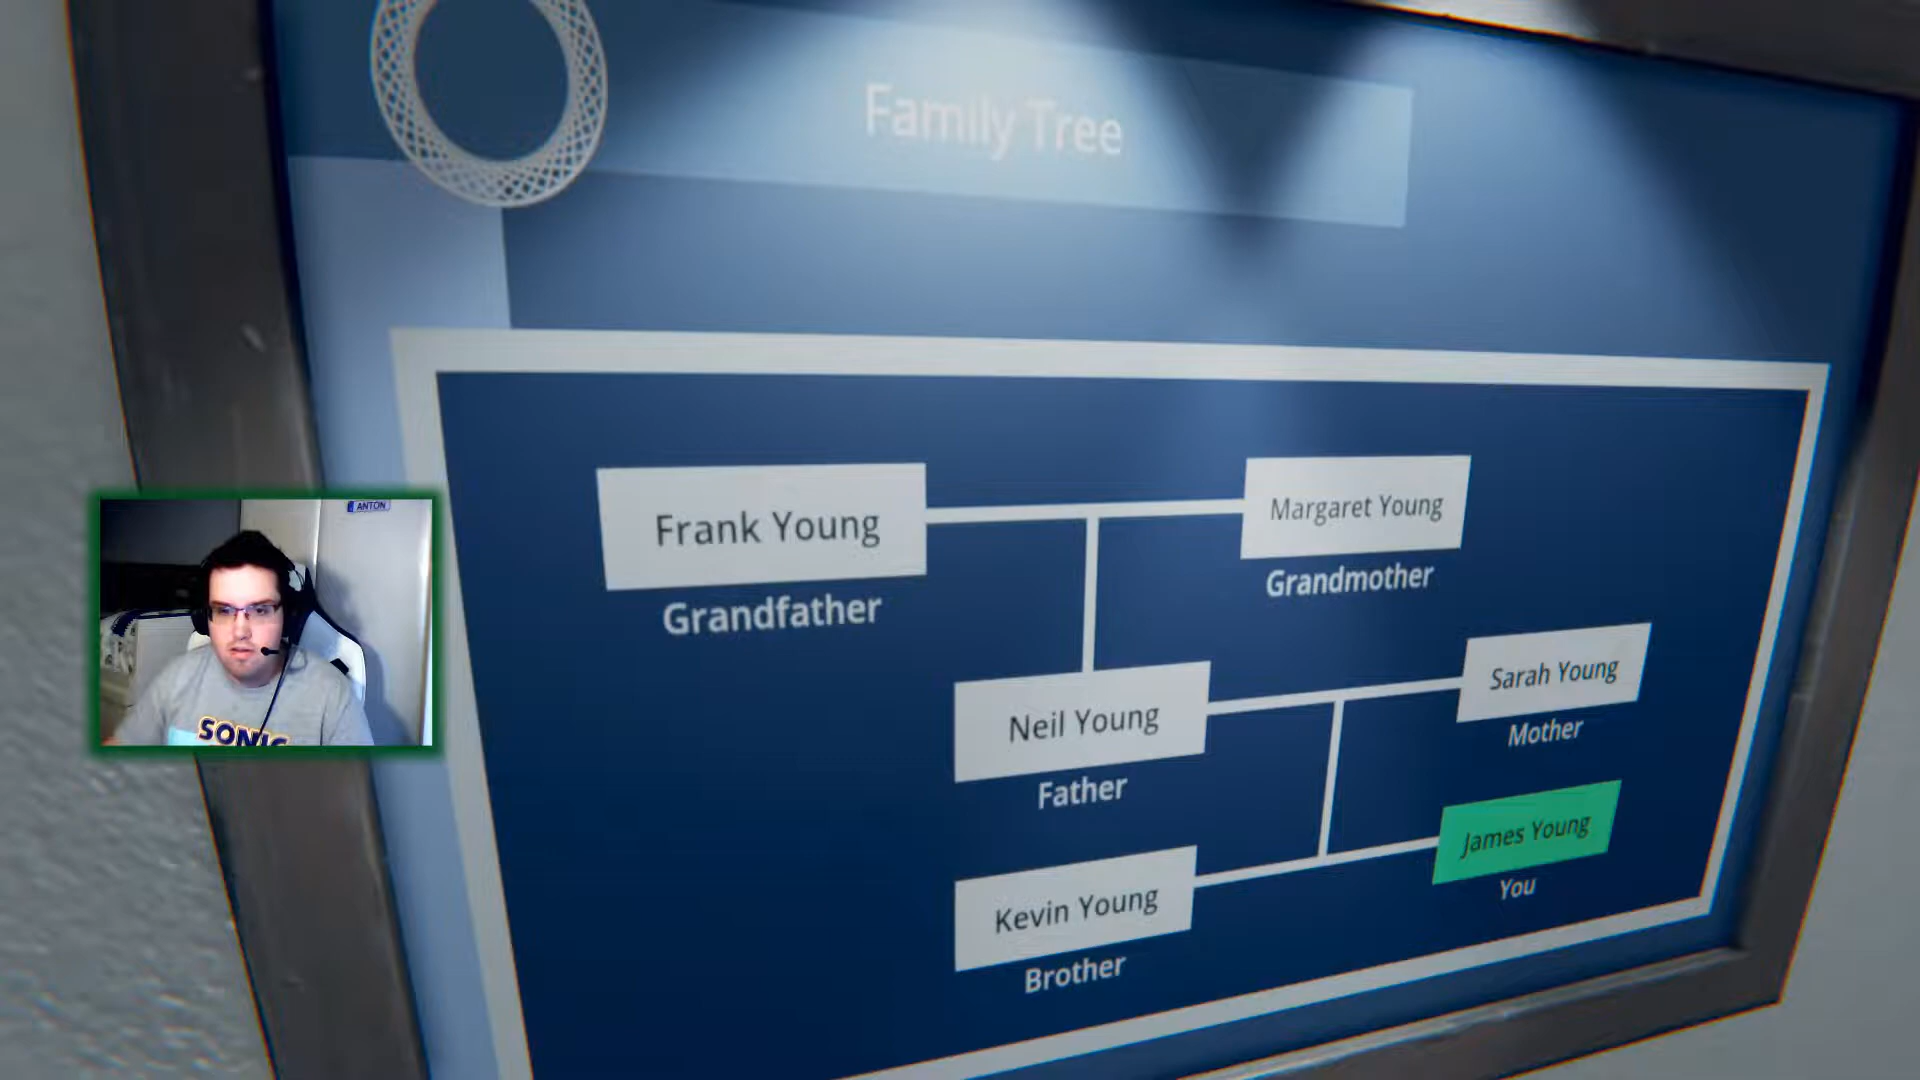 Family Tree
Frank Young
Grandfather
Margaret Young
Grandmother
Neil Young
Father
Sarah Young
Mother
Kevin Young
Brother
James Young
You
ANTON
SONIC